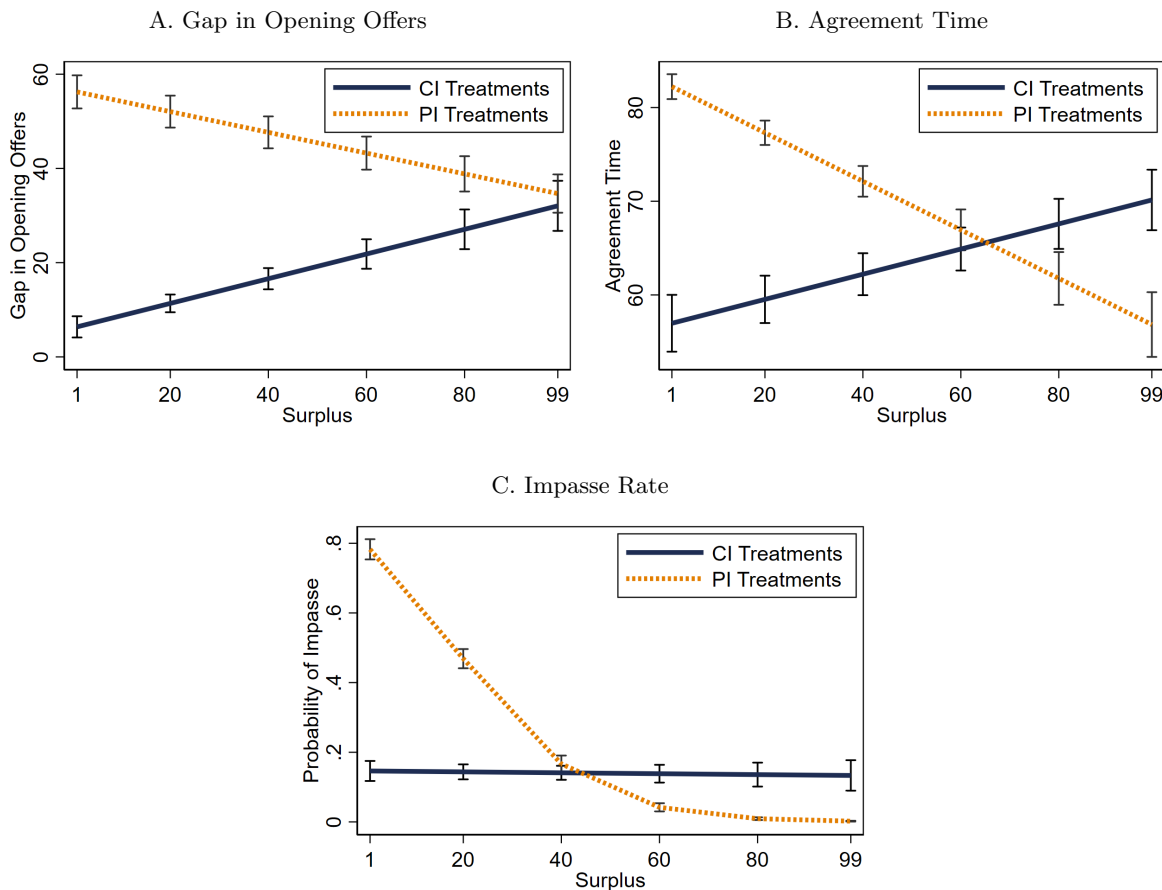 A. Gap in Opening Offers
Gap in Opening Offers
60
40
20
0
CI Treatments
PI Treatments
1 20 40 60 80 99
Surplus
B. Agreement Time
Agreement Time
80
70
60
CI Treatments
PI Treatments
1 20 40 60 80 99
Surplus
C. Impasse Rate
Probability of Impasse
.8
.6
.4
.2
0
CI Treatments
PI Treatments
1 20 40 60 80 99
Surplus